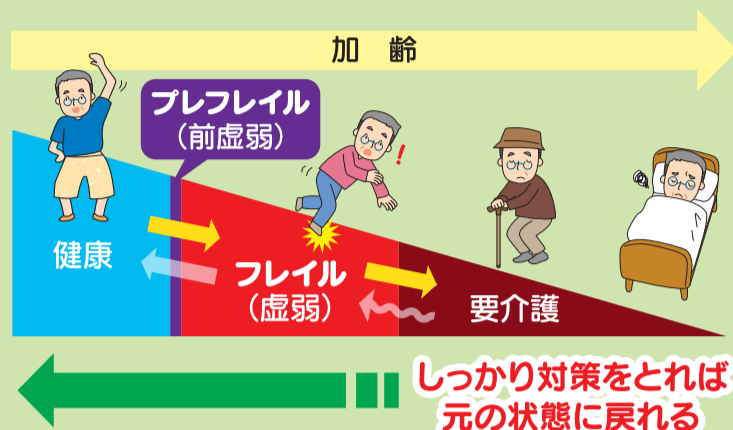 加齢
プレフレイル
（前虚弱）
！
健康
フレイル
（虚弱）
要介護
しっかり対策をとれば
元の状態に戻れる